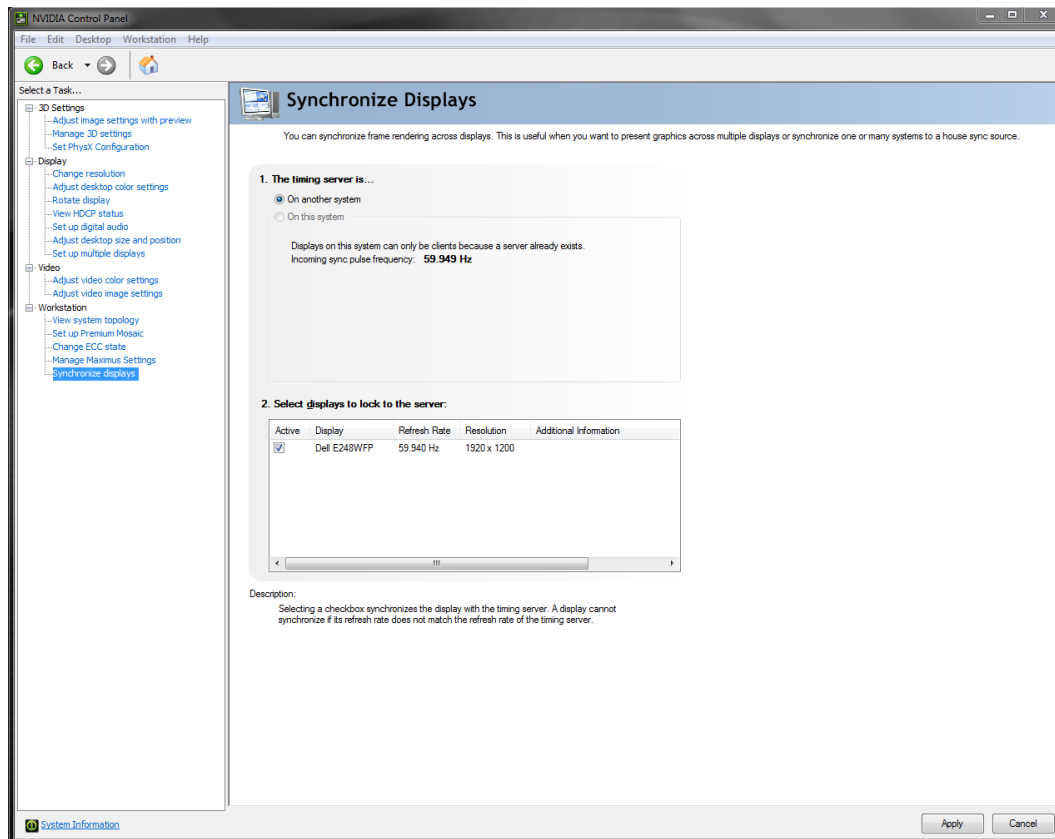 NVIDIA Control Panel
File Edit Desktop Workstation Help
Back
Select a Task...
3D Settings
Adjust image settings with preview
Manage 3D settings
Set PhysX Configuration
Display
Change resolution
Adjust desktop color settings
Rotate display
View HDCP status
Set up digital audio
Adjust desktop size and position
Set up multiple displays
Video
Adjust video color settings
Adjust video image settings
Workstation
View system topology
Set up Premium Mosaic
Change ECC state
Manage Maximus Settings
Synchronize displays
System Information
Synchronize Displays
You can synchronize frame rendering across displays. This is useful when you want to present graphics across multiple displays or synchronize one or many systems to a house sync source.
1. The timing server is...
On another system
On this system
Displays on this system can only be clients because a server already exists.
Incoming sync pulse frequency: 59.949 Hz
2. Select displays to lock to the server:
Active Display Refresh Rate Resolution Additional Information
Dell E248WFP 59.940 Hz 1920 x 1200
Description:
Selecting a checkbox synchronizes the display with the timing server. A display cannot
synchronize if its refresh rate does not match the refresh rate of the timing server.
Apply Cancel